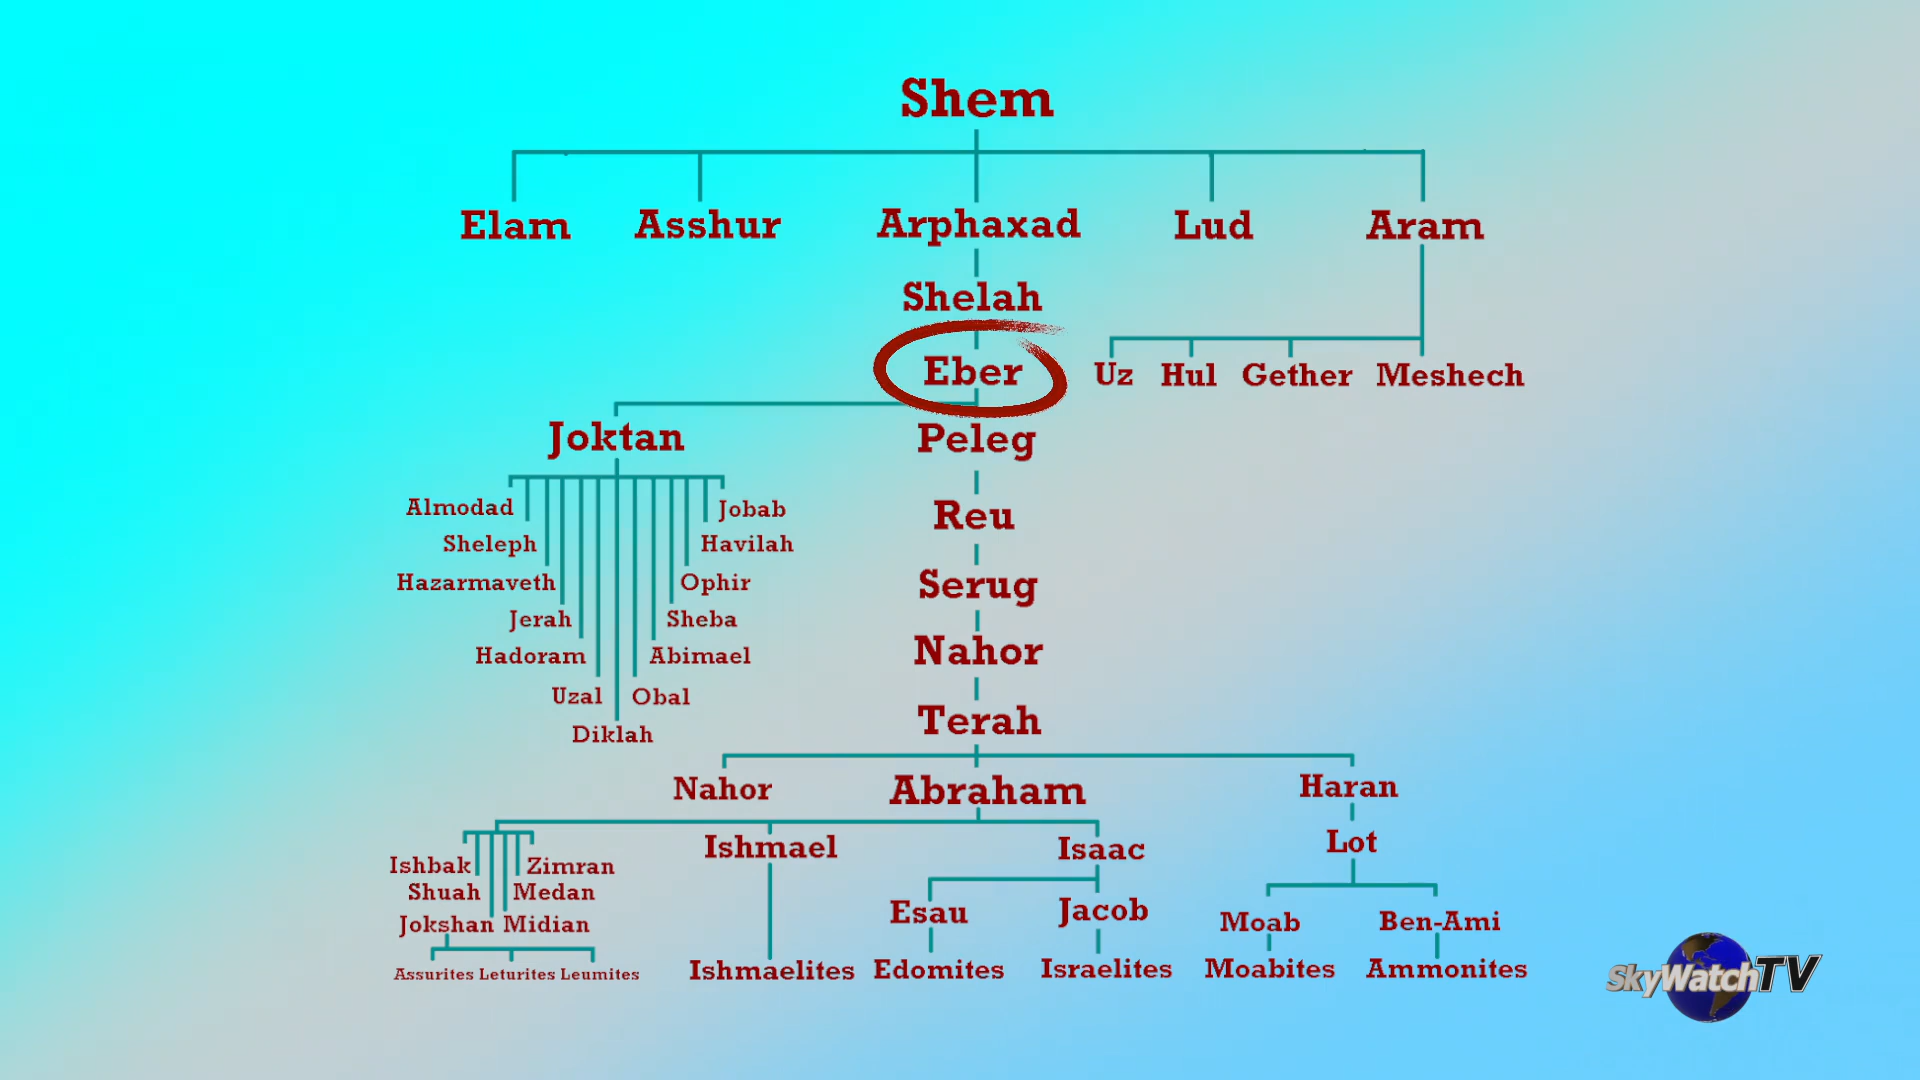 Shem
Elam Asshur Arphaxad Lud Aram
Shelah
Eber
Uz Hul Gether Meshech
Joktan Peleg
Almodad Jobab
Reu
Sheleph Havilah
Hazarmaveth Ophir
Serug
Jerah Sheba
Hadoram Abimael
Nahor
Uzal Obal
Terah
Diklah
Nahor Abraham Haran
Ishmael Isaac Lot
Ishbak Zimran
Shuah Medan
Esau Jacob Moab Ben-Ami
Jokshan Midian
Assurites Leturites Leumites
Ishmaelites Edomites Israelites Moabites Ammonites
SkyWatchTV